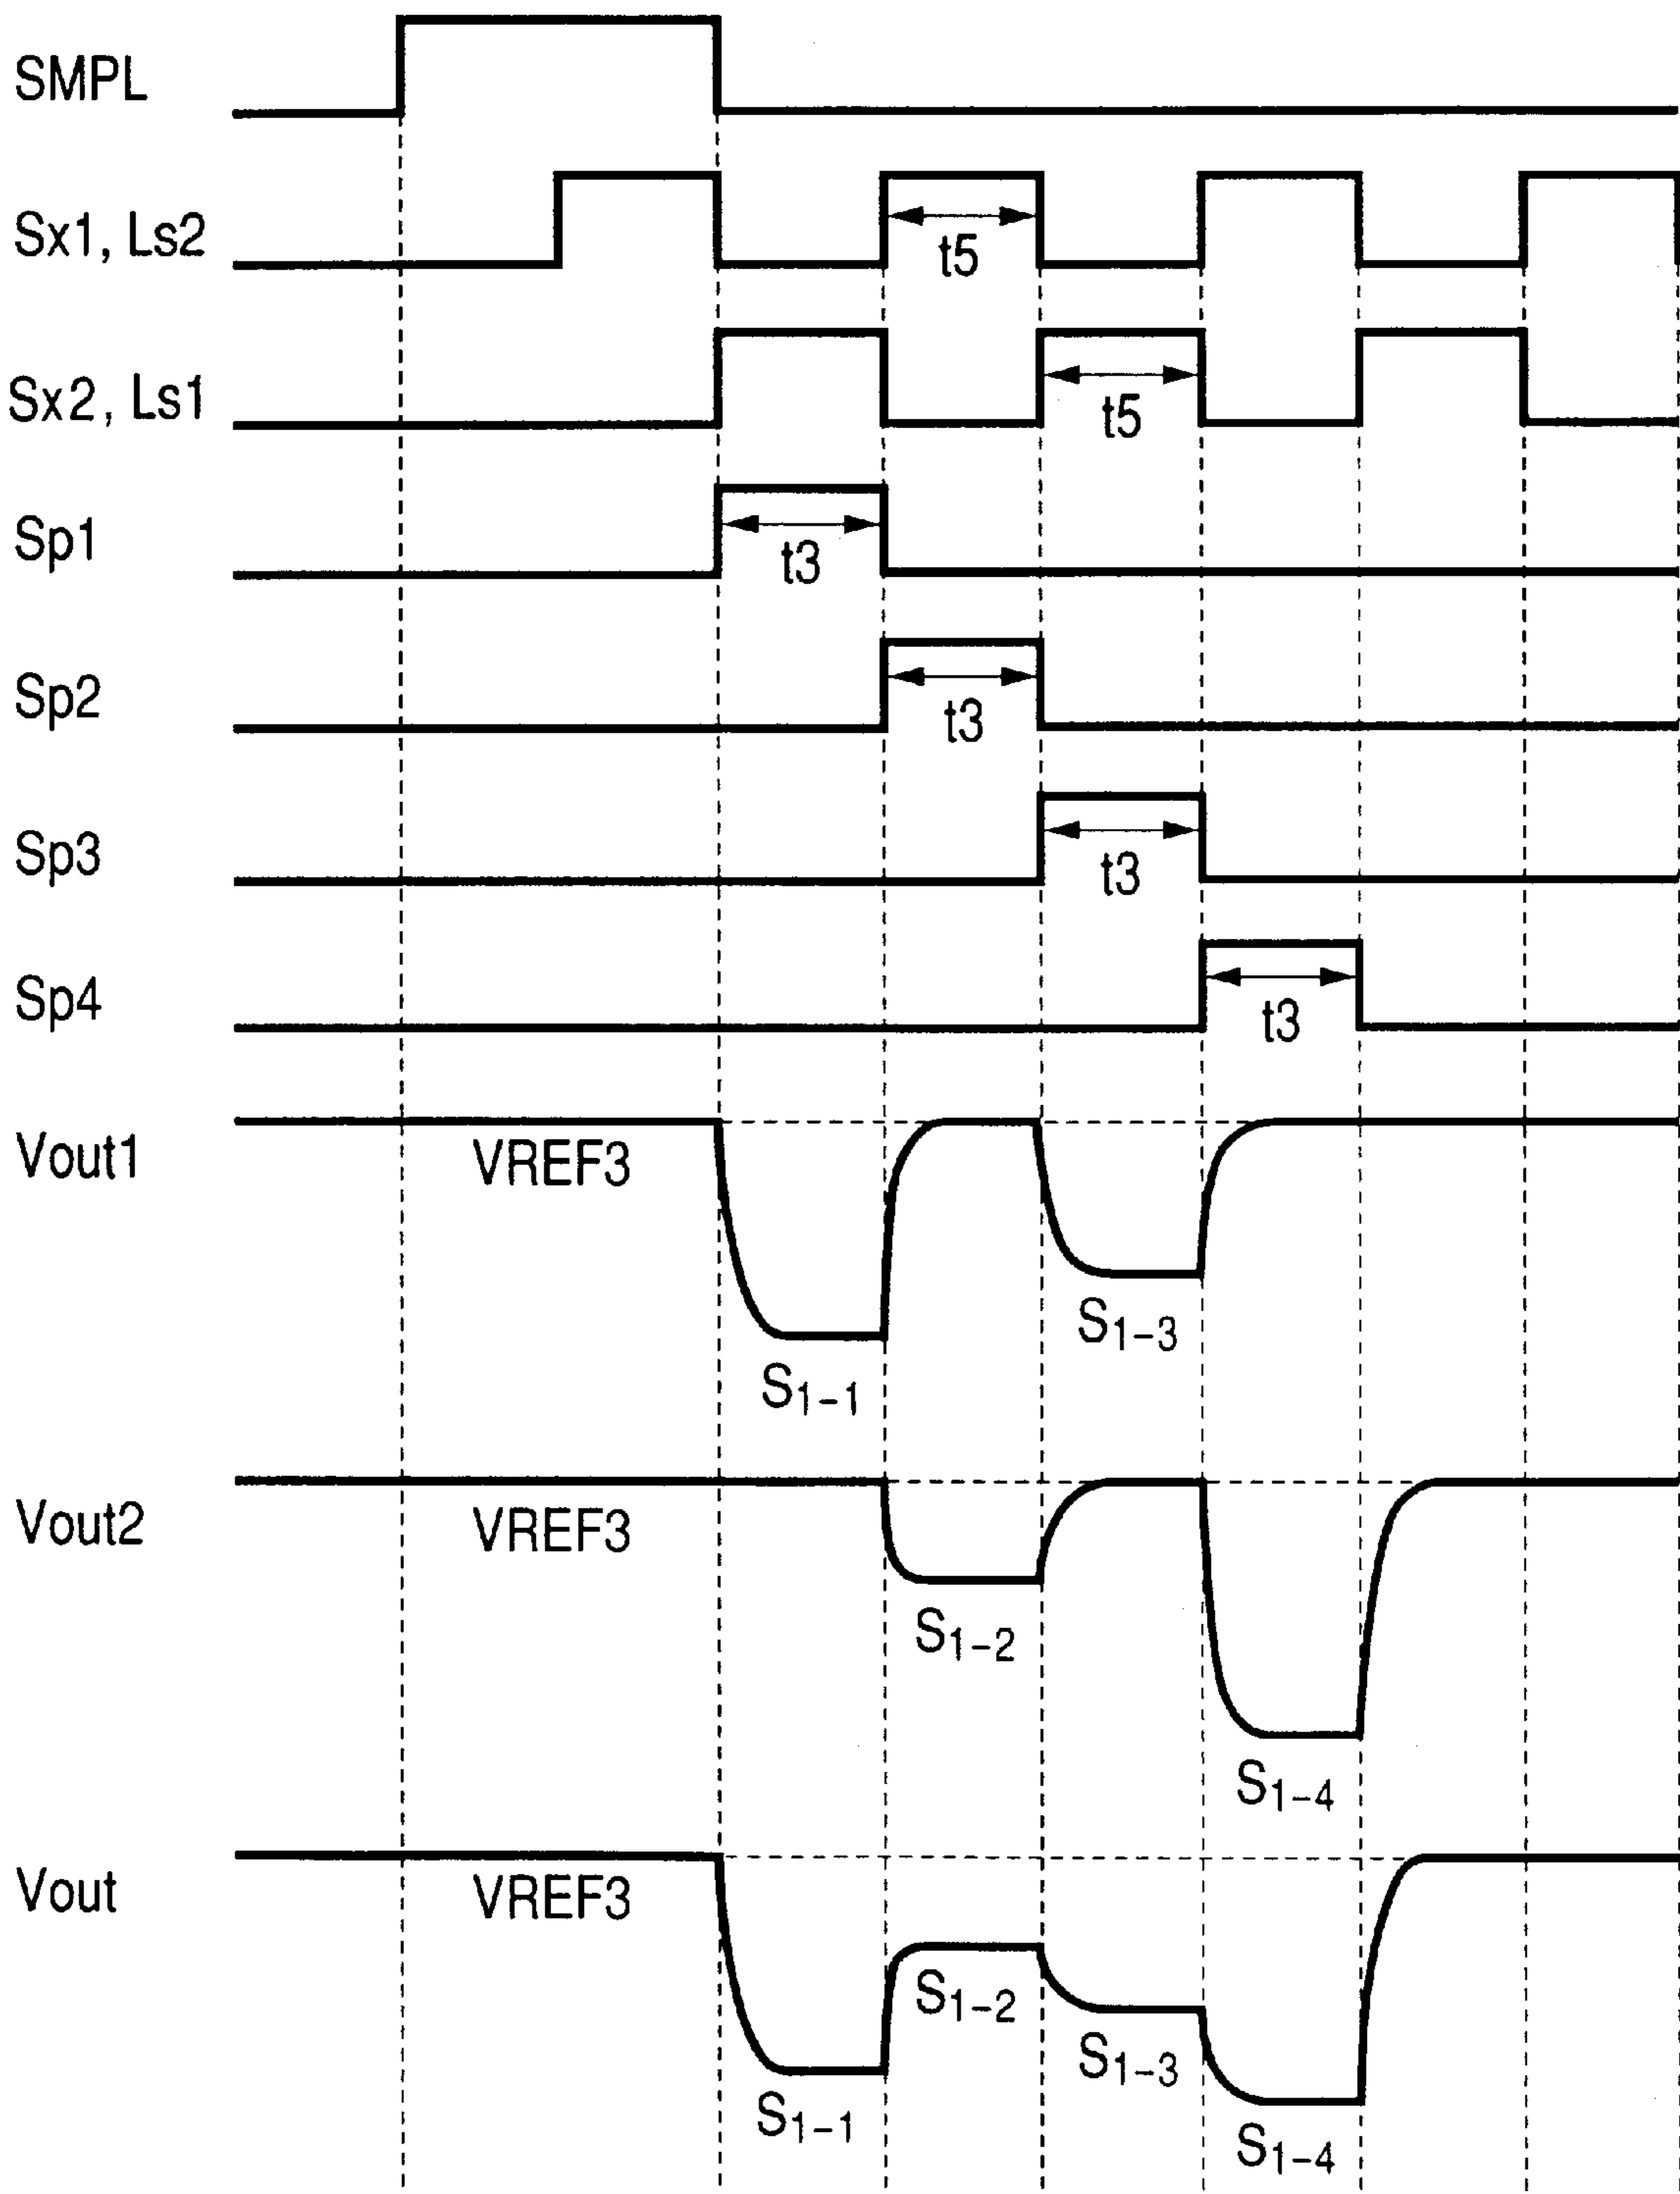 SMPL
Sx1, Ls2
t5
Sx2, Ls1
t5
Sp1
t3
Sp2
t3
Sp3
t3
Sp4
t3
Vout1
VREF3
S1-1
S1-3
Vout2
VREF3
S1-2
S1-4
Vout
VREF3
S1-1
S1-2
S1-3
S1-4